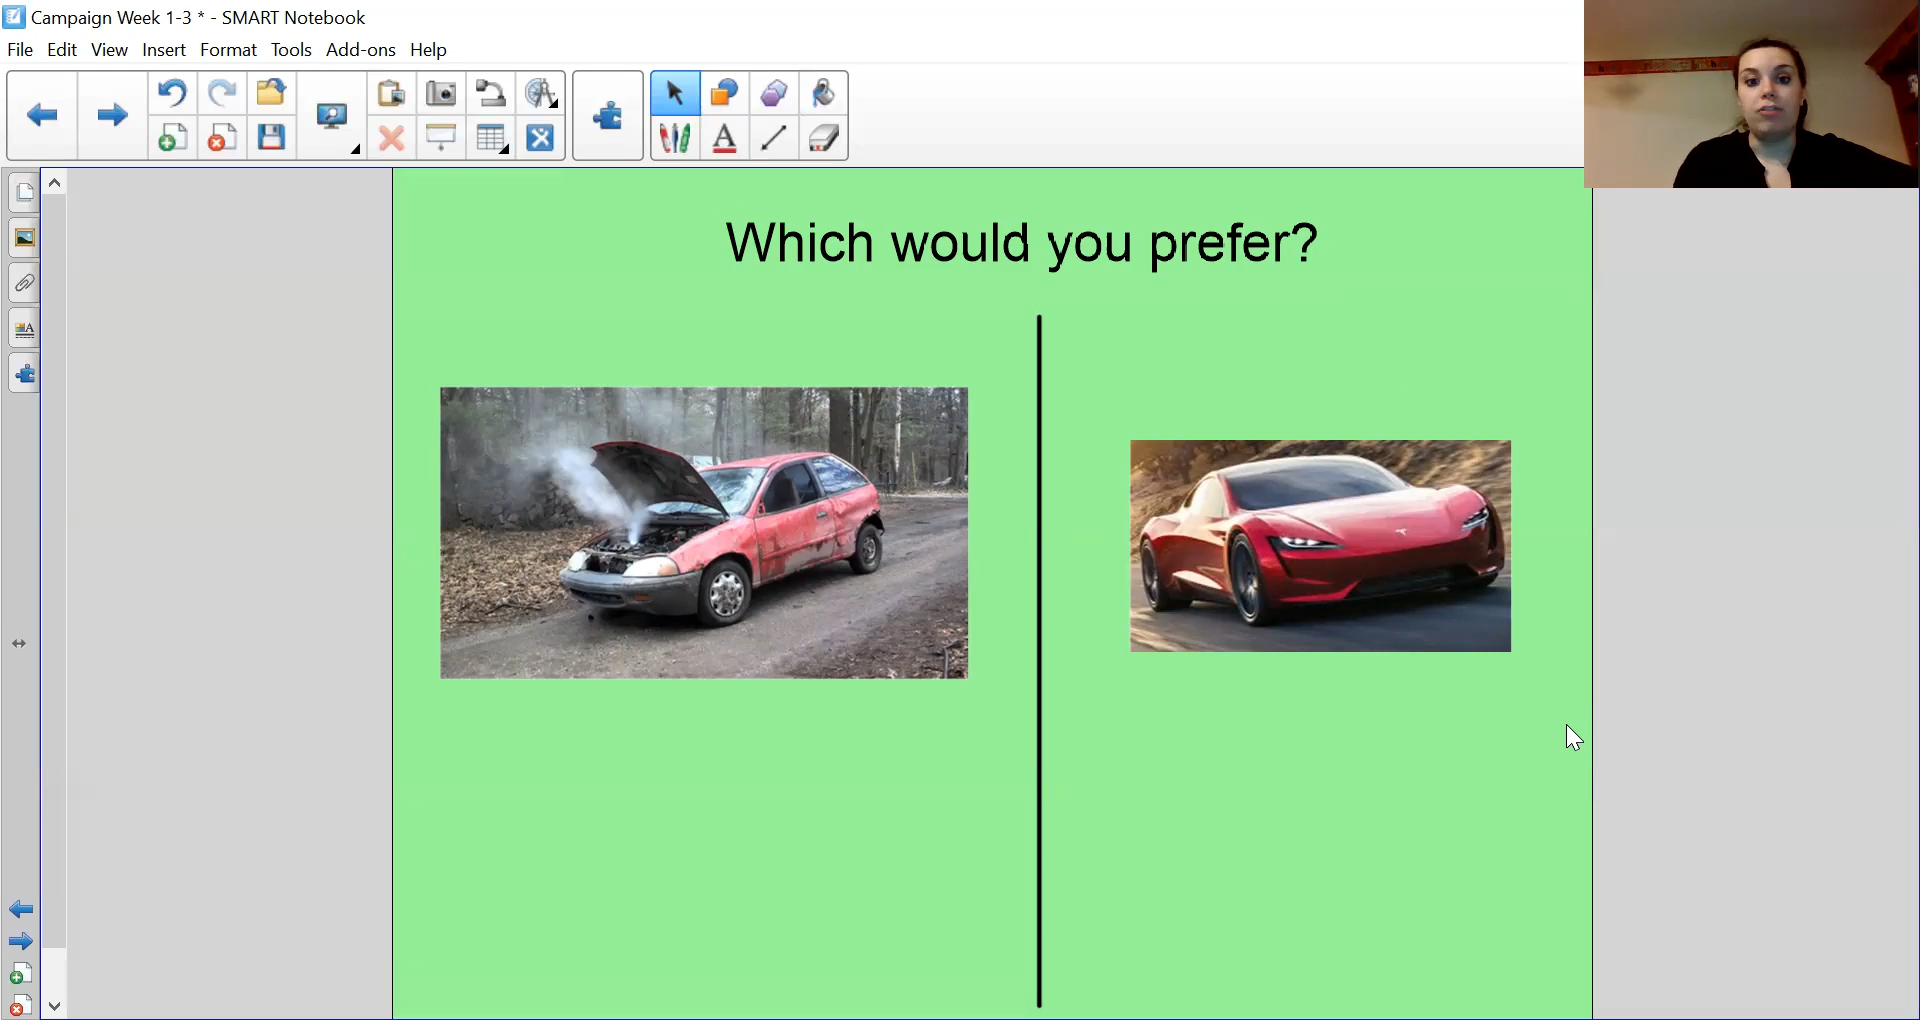 Campaign Week 1-3 * - SMART Notebook
File Edit View Insert Format Tools Add-ons Help
Which would you prefer?